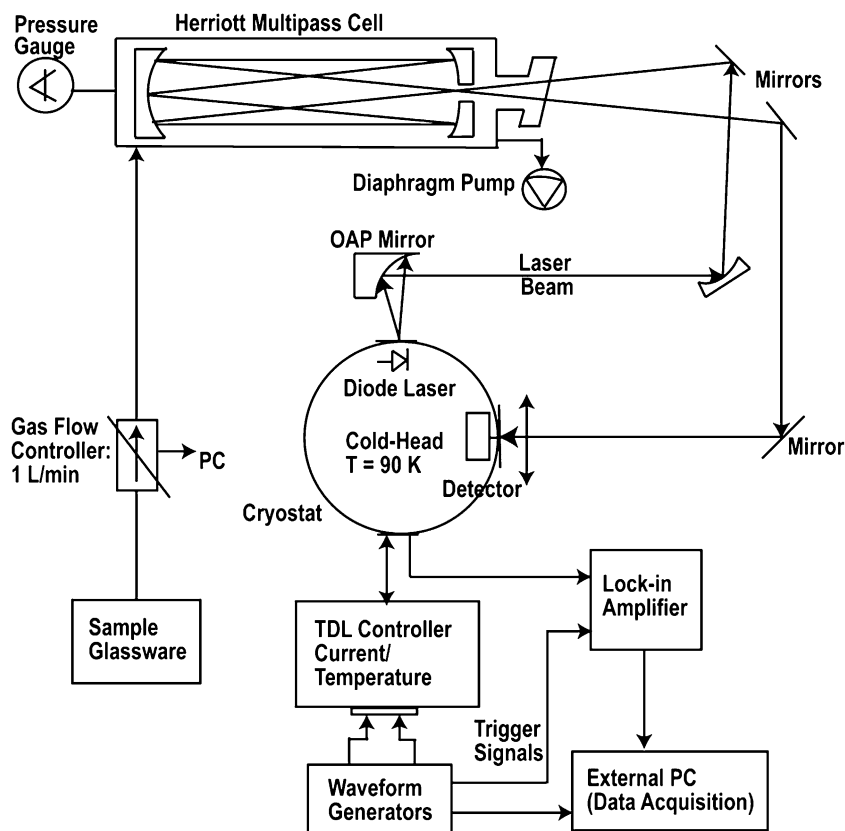 Pressure
Gauge
Herriott Multipass Cell
Mirrors
Diaphragm Pump
OAP Mirror
Laser
Beam
Diode Laser
Gas Flow
Controller:
1 L/min
PC
Cold-Head
T = 90 K
Mirror
Detector
Cryostat
Lock-in
Amplifier
Sample
Glassware
TDL Controller
Current/
Temperature
Trigger
Signals
Waveform
Generators
External PC
(Data Acquisition)